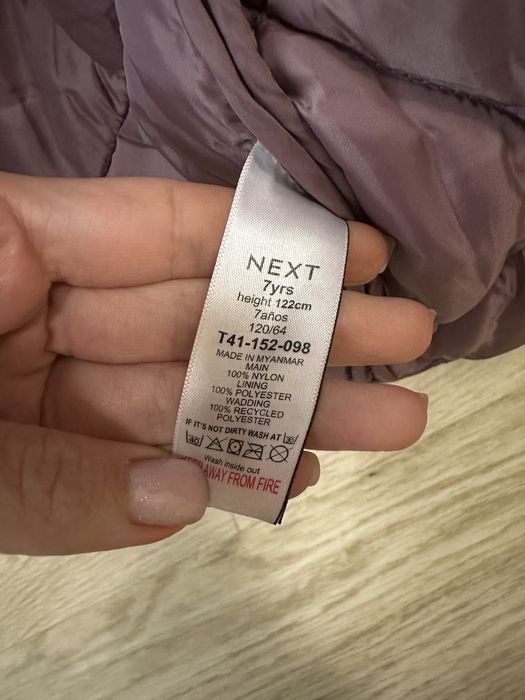 NEXT
7yrs
height 122cm
7años
120/64
T41-152-098
MADE IN MYANMAR
MAIN
100% NYLON
LINING
100% POLYESTER
WADDING
100% RECYCLED
POLYESTER
IF IT'S NOT DIRTY WASH AT 30
40
Wash inside out
KEEP AWAY FROM FIRE